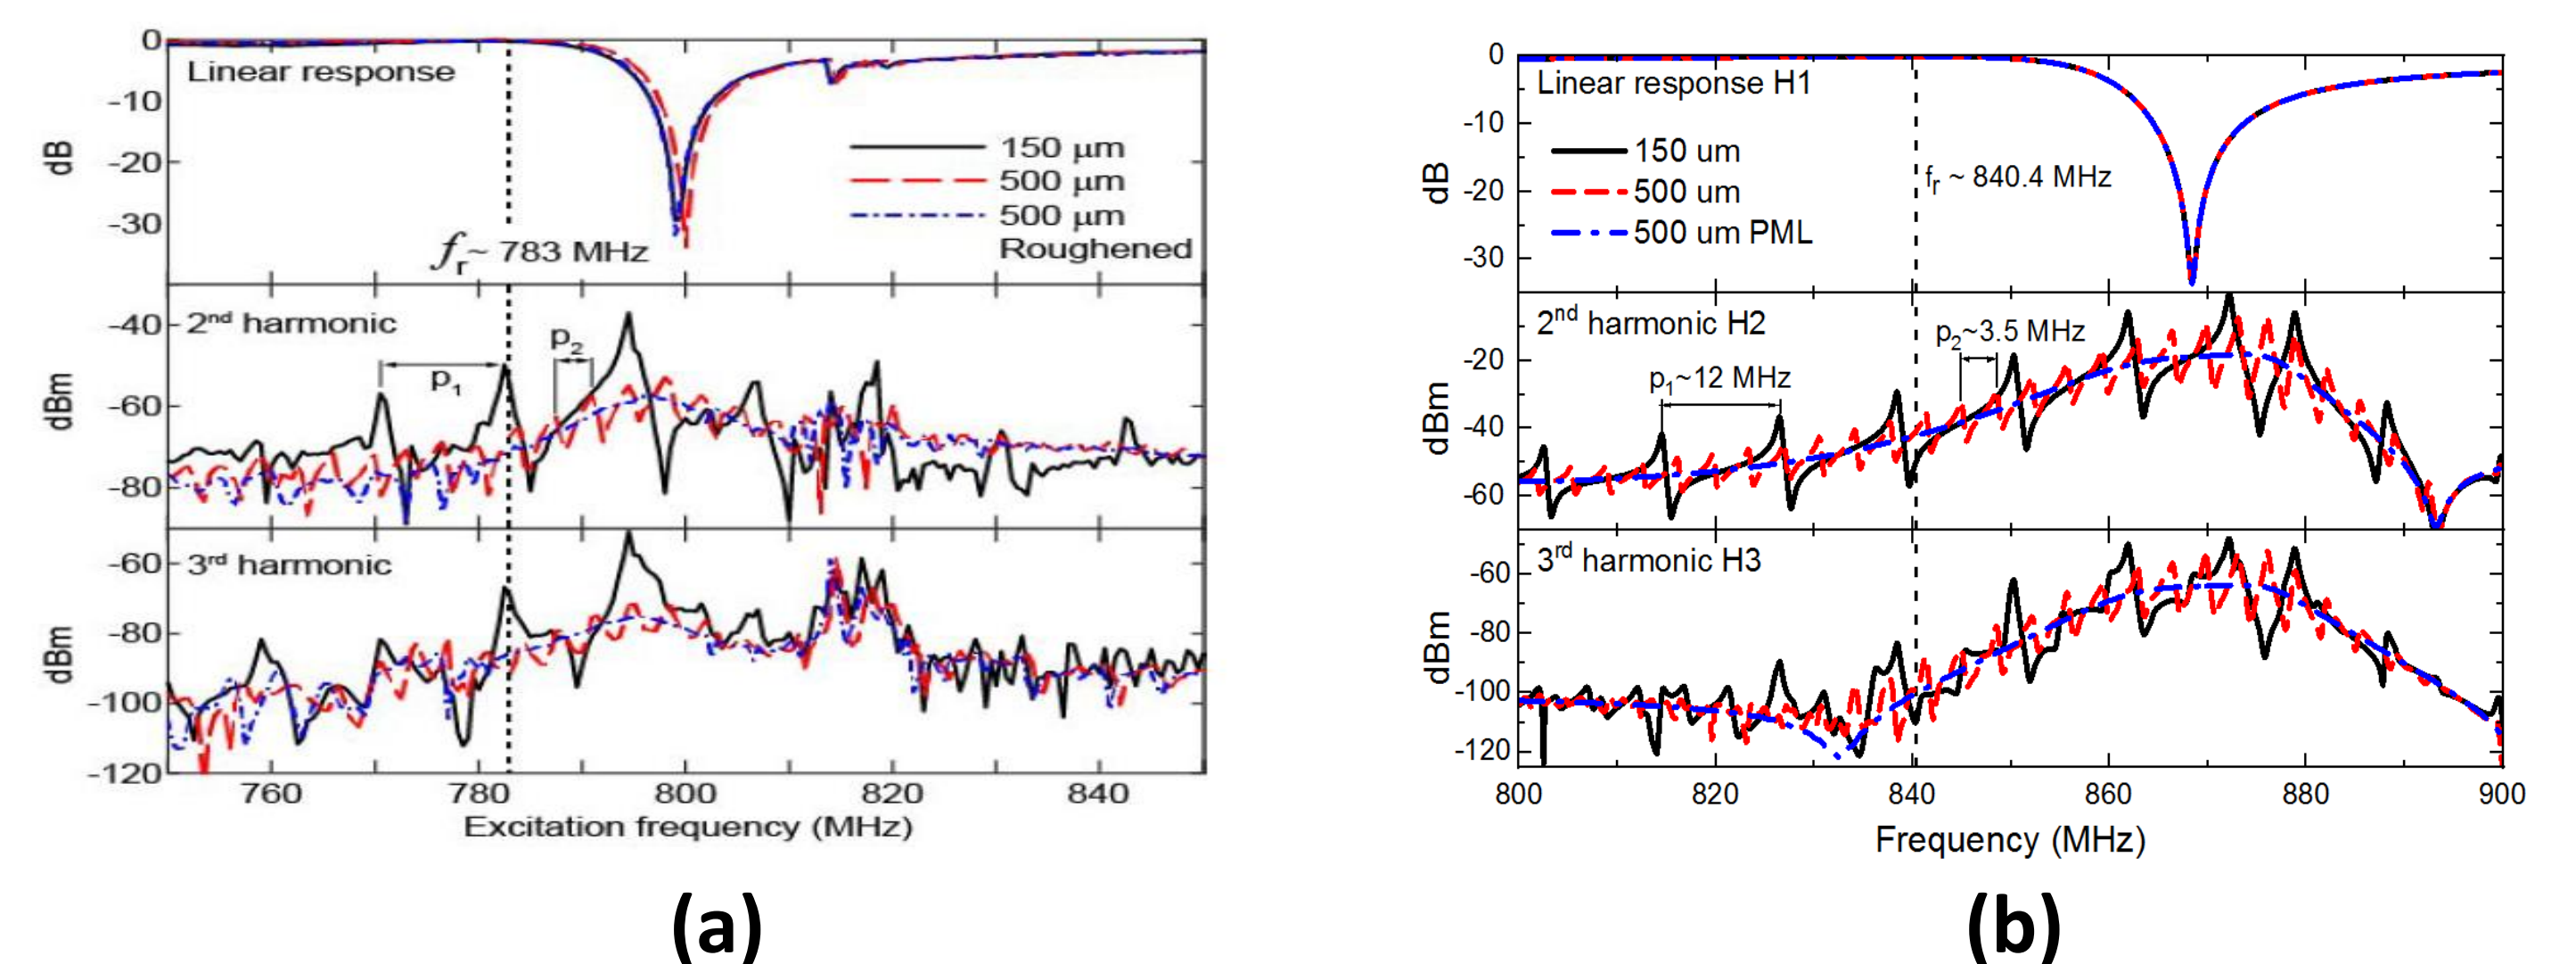 0
-10
-20
-30
dB
Linear response
150 µm
500 µm
500 µm
Roughened
fr~ 783 MHz
-40
-60
-80
dBm
2nd harmonic
p1
p2
-60
-80
-100
-120
dBm
3rd harmonic
760 780 800 820 840
Excitation frequency (MHz)
(a)
0
-10
-20
-30
dB
Linear response H1
150 um
500 um
500 um PML
fr ~ 840.4 MHz
-20
-40
-60
dBm
2nd harmonic H2
p2~3.5 MHz
p1~12 MHz
-60
-80
-100
-120
dBm
3rd harmonic H3
800 820 840 860 880 900
Frequency (MHz)
(b)